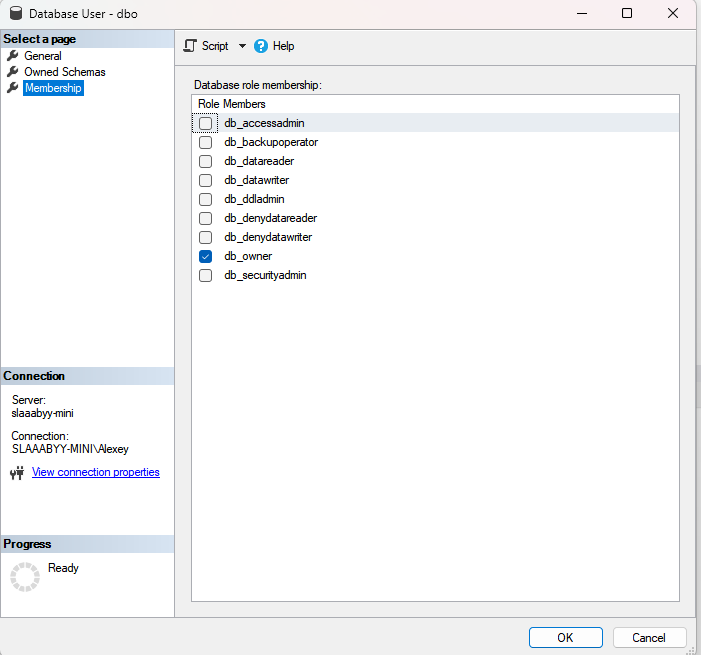 Database User - dbo
Select a page
General
Owned Schemas
Membership
Script
Help
Database role membership:
Role Members
db_accessadmin
db_backupoperator
db_datareader
db_datawriter
db_ddladmin
db_denydatareader
db_denydatawriter
db_owner
db_securityadmin
Connection
Server:
slaaabyy-mini
Connection:
SLAAABYY-MINI\Alexey
View connection properties
Progress
Ready
OK
Cancel